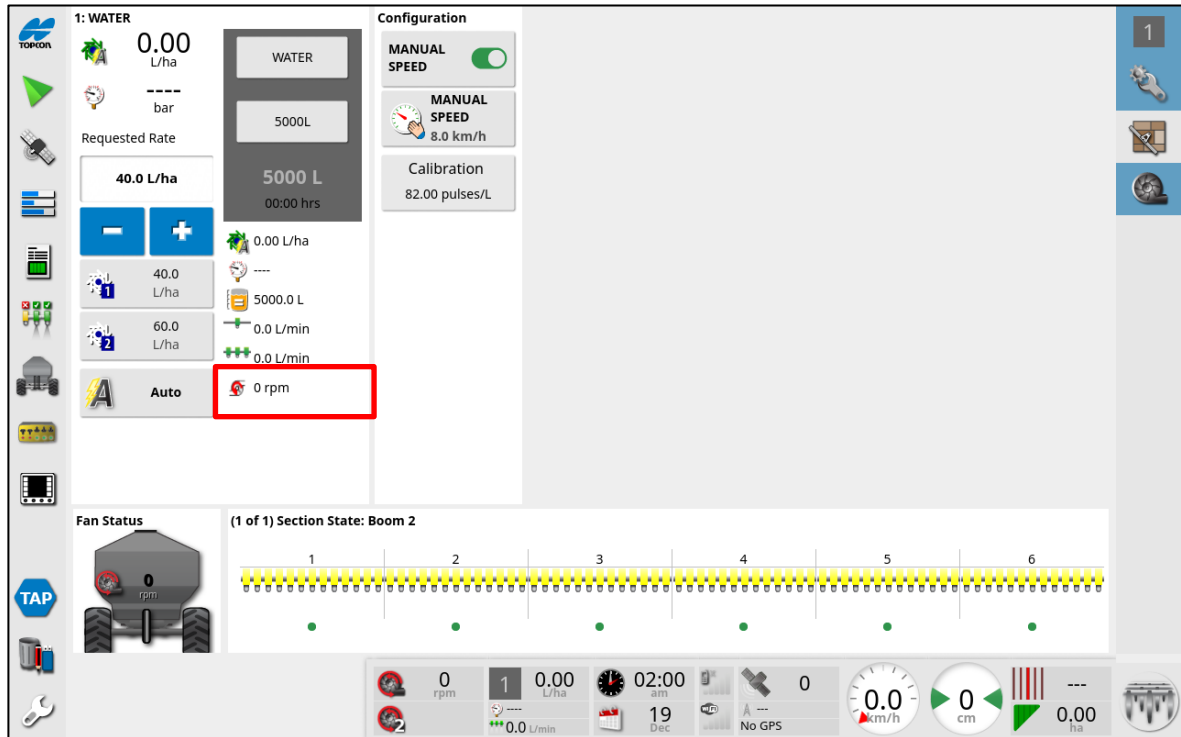 TOPCON
1: WATER
0.00
L/ha
----
bar
Requested Rate
40.0 L/ha
1
40.0
L/ha
2
60.0
L/ha
A
Auto
WATER
5000L
5000 L
00:00 hrs
0.00 L/ha
----
5000.0 L
0.0 L/min
0.0 L/min
0 rpm
Configuration
MANUAL
SPEED
MANUAL
SPEED
8.0 km/h
Calibration
82.00 pulses/L
1
Fan Status
0
rpm
(1 of 1) Section State: Boom 2
1 2 3 4 5 6
TAP
0
rpm
2
1
0.00
L/ha
----
0.0 L/min
02:00
am
19
Dec
WiFi
0
---
No GPS
0.0
km/h
0
cm
---
0.00
ha